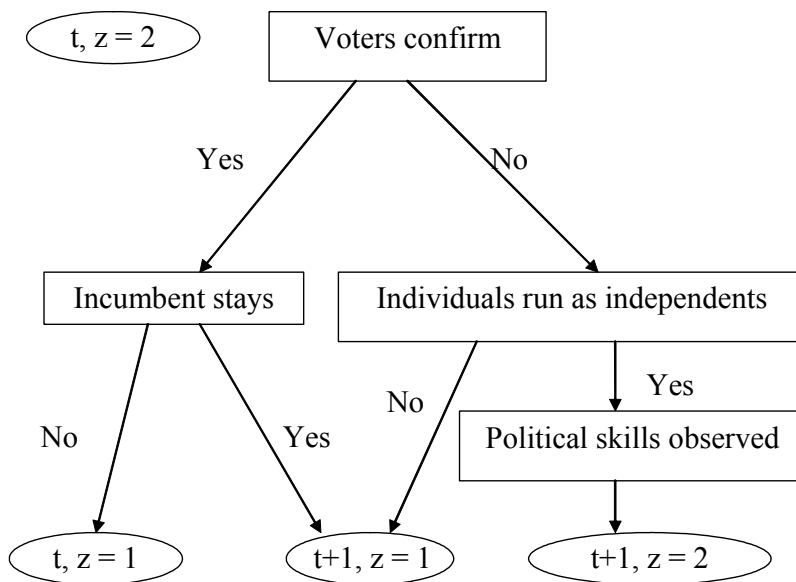 t, z = 2
Voters confirm
Yes
No
Incumbent stays
Individuals run as independents
No
Yes
No
Yes
Political skills observed
t, z = 1
t+1, z = 1
t+1, z = 2